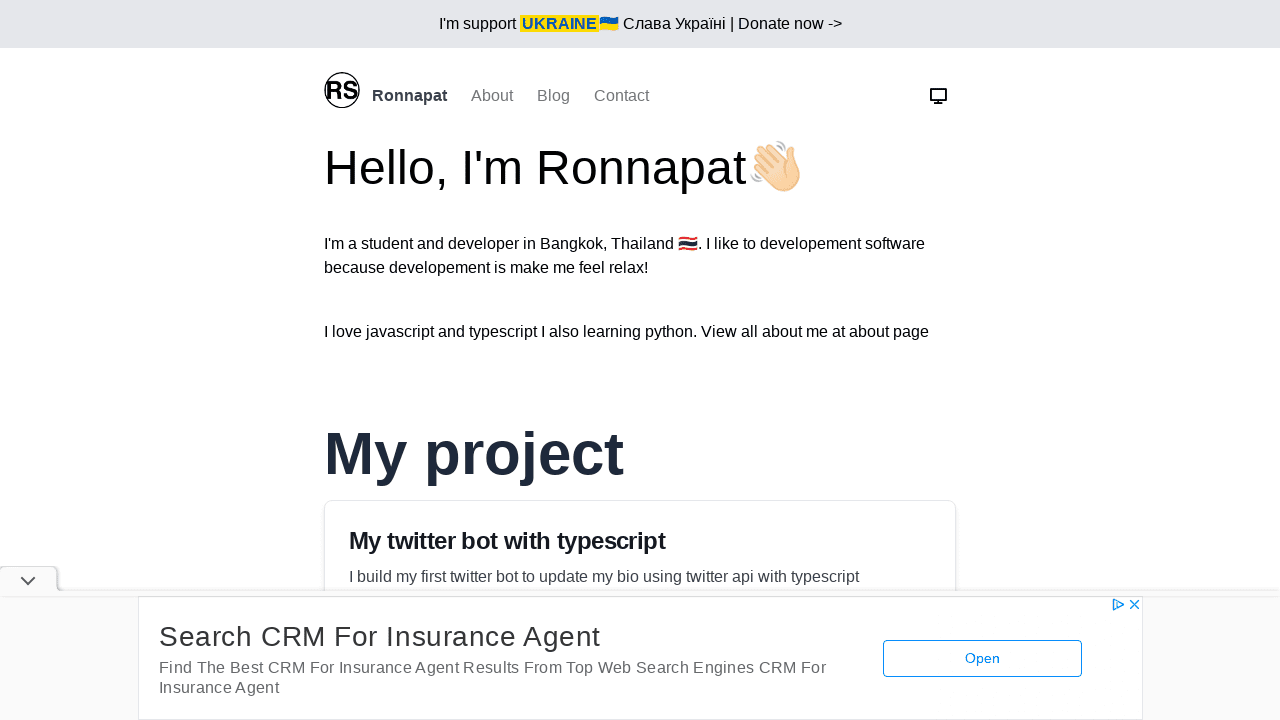 I'm support UKRAINE🇺🇦 Слава Україні | Donate now ->
RS Ronnapat About Blog Contact
Hello, I'm Ronnapat👋🏻
I'm a student and developer in Bangkok, Thailand 🇹🇭. I like to developement software
because developement is make me feel relax!
I love javascript and typescript I also learning python. View all about me at about page
My project
My twitter bot with typescript
I build my first twitter bot to update my bio using twitter api with typescript
Search CRM For Insurance Agent
Find The Best CRM For Insurance Agent Results From Top Web Search Engines CRM For
Insurance Agent
Open